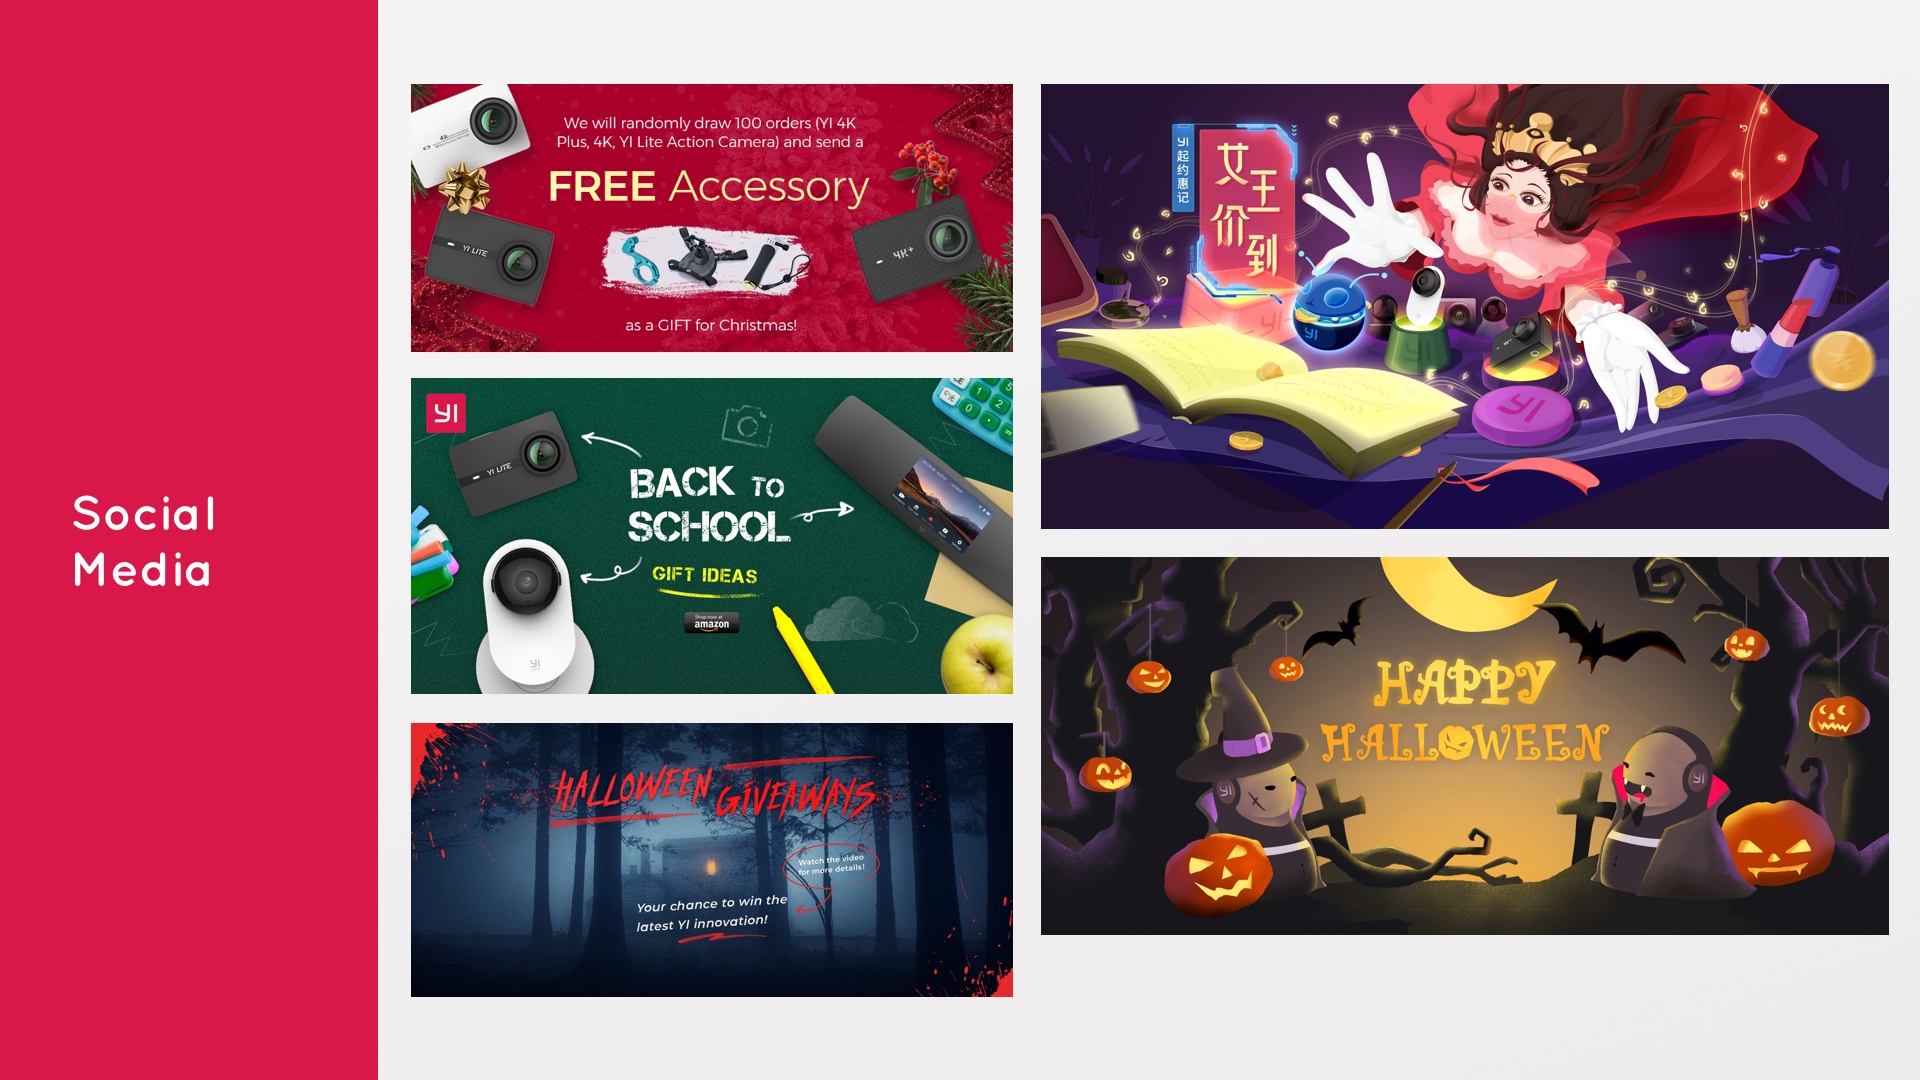 Social
Media
We will randomly draw 100 orders (YI 4K
Plus, 4K, YI Lite Action Camera) and send a
FREE Accessory
4K
YI LITE
4K+
as a GIFT for Christmas!
YI
YI LITE
BACK TO
SCHOOL
GIFT IDEAS
Shop now at
amazon
YI
HALLOWEEN GIVEAWAYS
Watch the video
for more details!
Your chance to win the
latest YI innovation!
YI起约惠记
女王价到
YI
YI
YI
YI
HAPPY
HALLOWEEN
YI
YI